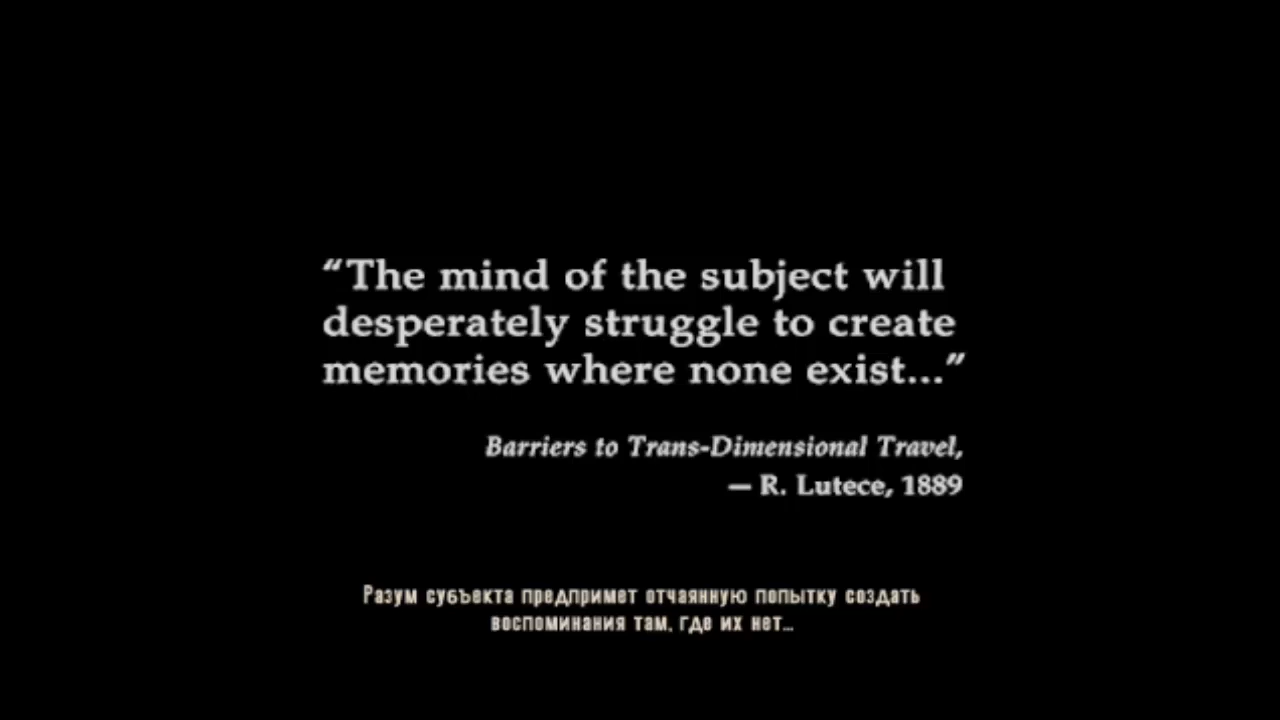 “The mind of the subject will
desperately struggle to create
memories where none exist...”
Barriers to Trans-Dimensional Travel,
— R. Lutece, 1889
Разум субъекта предпримет отчаянную попытку создать
воспоминания там, где их нет...